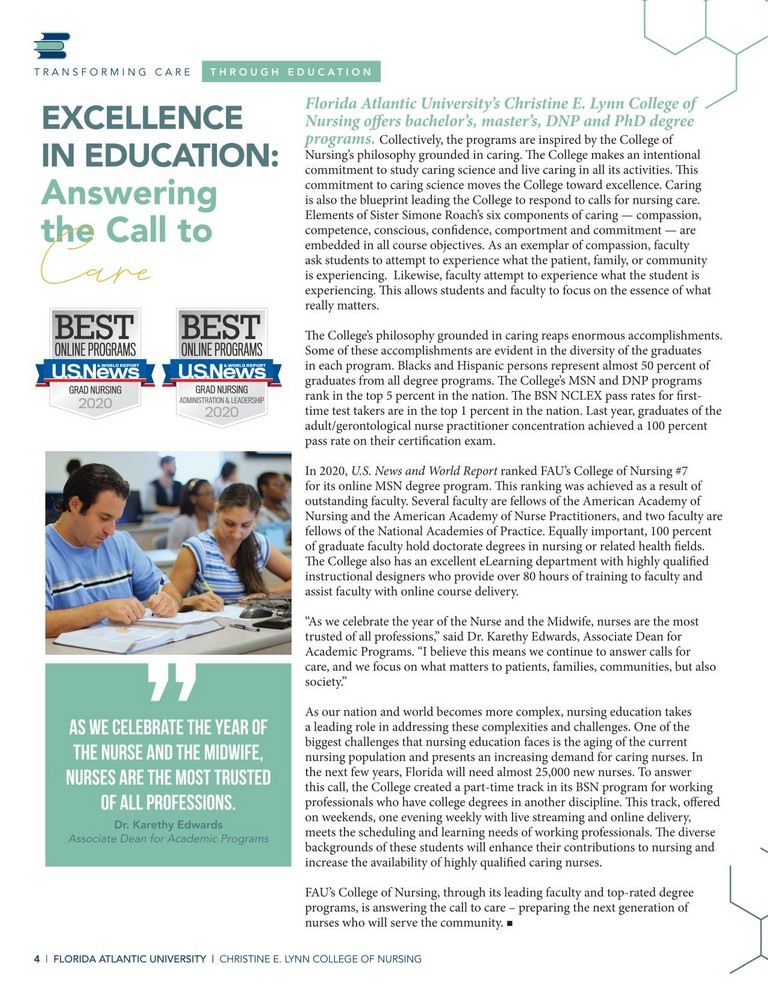 TRANSFORMING CARE THROUGH EDUCATION
EXCELLENCE
IN EDUCATION:
Answering
the Call to
Care
BEST
ONLINE PROGRAMS
U.S.News & WORLD REPORT
GRAD NURSING
2020
BEST
ONLINE PROGRAMS
U.S.News & WORLD REPORT
GRAD NURSING
ADMINISTRATION & LEADERSHIP
2020
”
AS WE CELEBRATE THE YEAR OF
THE NURSE AND THE MIDWIFE,
NURSES ARE THE MOST TRUSTED
OF ALL PROFESSIONS.
Dr. Karethy Edwards
Associate Dean for Academic Programs
Florida Atlantic University’s Christine E. Lynn College of
Nursing offers bachelor’s, master’s, DNP and PhD degree
programs. Collectively, the programs are inspired by the College of
Nursing’s philosophy grounded in caring. The College makes an intentional
commitment to study caring science and live caring in all its activities. This
commitment to caring science moves the College toward excellence. Caring
is also the blueprint leading the College to respond to calls for nursing care.
Elements of Sister Simone Roach’s six components of caring — compassion,
competence, conscious, confidence, comportment and commitment — are
embedded in all course objectives. As an exemplar of compassion, faculty
ask students to attempt to experience what the patient, family, or community
is experiencing. Likewise, faculty attempt to experience what the student is
experiencing. This allows students and faculty to focus on the essence of what
really matters.
The College’s philosophy grounded in caring reaps enormous accomplishments.
Some of these accomplishments are evident in the diversity of the graduates
in each program. Blacks and Hispanic persons represent almost 50 percent of
graduates from all degree programs. The College’s MSN and DNP programs
rank in the top 5 percent in the nation. The BSN NCLEX pass rates for first-
time test takers are in the top 1 percent in the nation. Last year, graduates of the
adult/gerontological nurse practitioner concentration achieved a 100 percent
pass rate on their certification exam.
In 2020, U.S. News and World Report ranked FAU’s College of Nursing #7
for its online MSN degree program. This ranking was achieved as a result of
outstanding faculty. Several faculty are fellows of the American Academy of
Nursing and the American Academy of Nurse Practitioners, and two faculty are
fellows of the National Academies of Practice. Equally important, 100 percent
of graduate faculty hold doctorate degrees in nursing or related health fields.
The College also has an excellent eLearning department with highly qualified
instructional designers who provide over 80 hours of training to faculty and
assist faculty with online course delivery.
“As we celebrate the year of the Nurse and the Midwife, nurses are the most
trusted of all professions,” said Dr. Karethy Edwards, Associate Dean for
Academic Programs. “I believe this means we continue to answer calls for
care, and we focus on what matters to patients, families, communities, but also
society.”
As our nation and world becomes more complex, nursing education takes
a leading role in addressing these complexities and challenges. One of the
biggest challenges that nursing education faces is the aging of the current
nursing population and presents an increasing demand for caring nurses. In
the next few years, Florida will need almost 25,000 new nurses. To answer
this call, the College created a part-time track in its BSN program for working
professionals who have college degrees in another discipline. This track, offered
on weekends, one evening weekly with live streaming and online delivery,
meets the scheduling and learning needs of working professionals. The diverse
backgrounds of these students will enhance their contributions to nursing and
increase the availability of highly qualified caring nurses.
FAU’s College of Nursing, through its leading faculty and top-rated degree
programs, is answering the call to care – preparing the next generation of
nurses who will serve the community. ■
4 | FLORIDA ATLANTIC UNIVERSITY | CHRISTINE E. LYNN COLLEGE OF NURSING